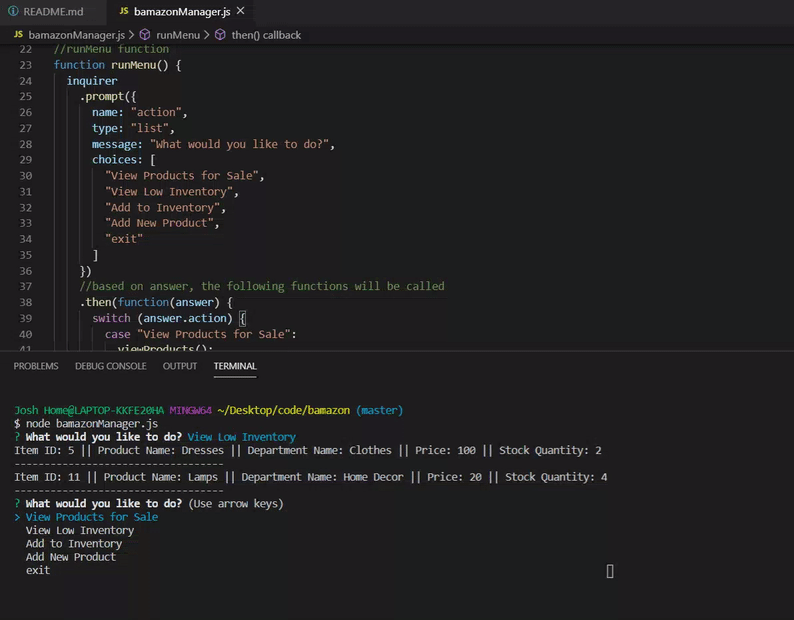 README.md
JS bamazonManager.js ×
JS bamazonManager.js > runMenu > then() callback
22 //runMenu function
23 function runMenu() {
24 inquirer
25 .prompt({
26 name: "action",
27 type: "list",
28 message: "What would you like to do?",
29 choices: [
30 "View Products for Sale",
31 "View Low Inventory",
32 "Add to Inventory",
33 "Add New Product",
34 "exit"
35 ]
36 })
37 //based on answer, the following functions will be called
38 .then(function(answer) {
39 switch (answer.action) {
40 case "View Products for Sale":
41 viewProducts();
PROBLEMS DEBUG CONSOLE OUTPUT TERMINAL
Josh Home@LAPTOP-KKFE20HA MINGW64 ~/Desktop/code/bamazon (master)
$ node bamazonManager.js
? What would you like to do? View Low Inventory
Item ID: 5 || Product Name: Dresses || Department Name: Clothes || Price: 100 || Stock Quantity: 2
-----------------------------------
Item ID: 11 || Product Name: Lamps || Department Name: Home Decor || Price: 20 || Stock Quantity: 4
-----------------------------------
? What would you like to do? (Use arrow keys)
> View Products for Sale
View Low Inventory
Add to Inventory
Add New Product
exit